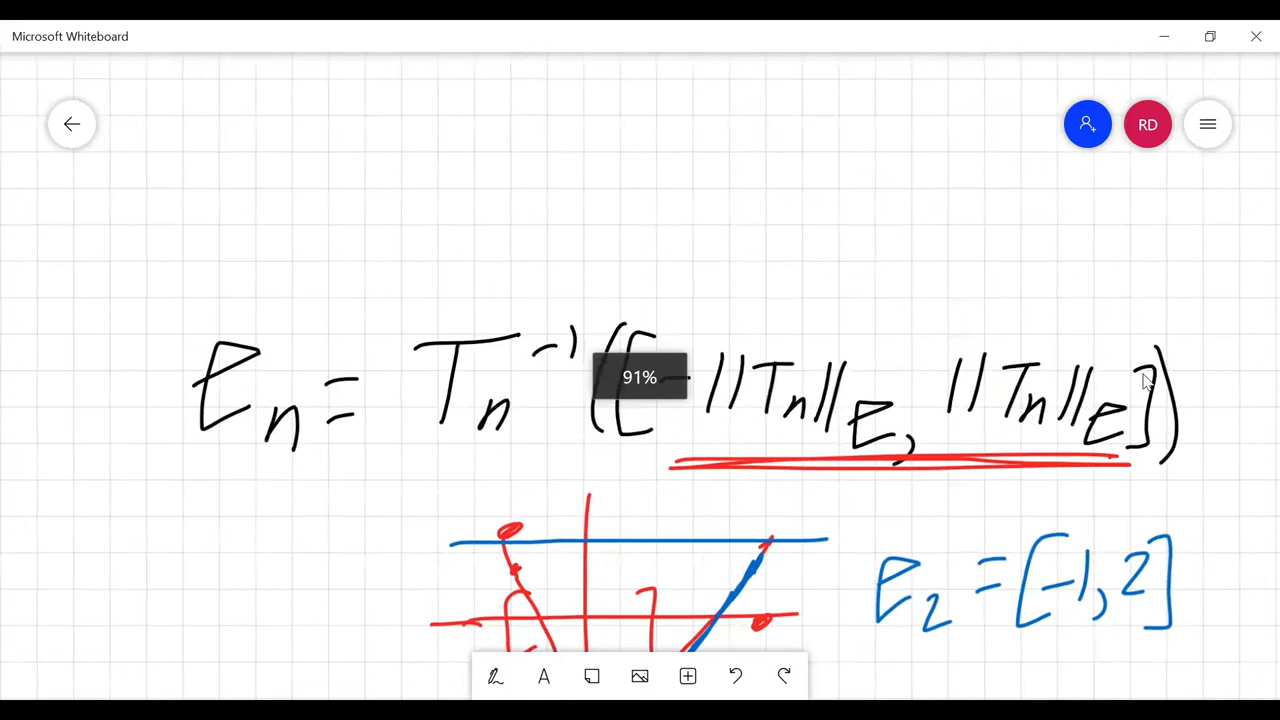 Microsoft Whiteboard
RD
E_n = T_n^{-1}([-||T_n||_E, ||T_n||_E])
91%
E_2 = [-1, 2]
A